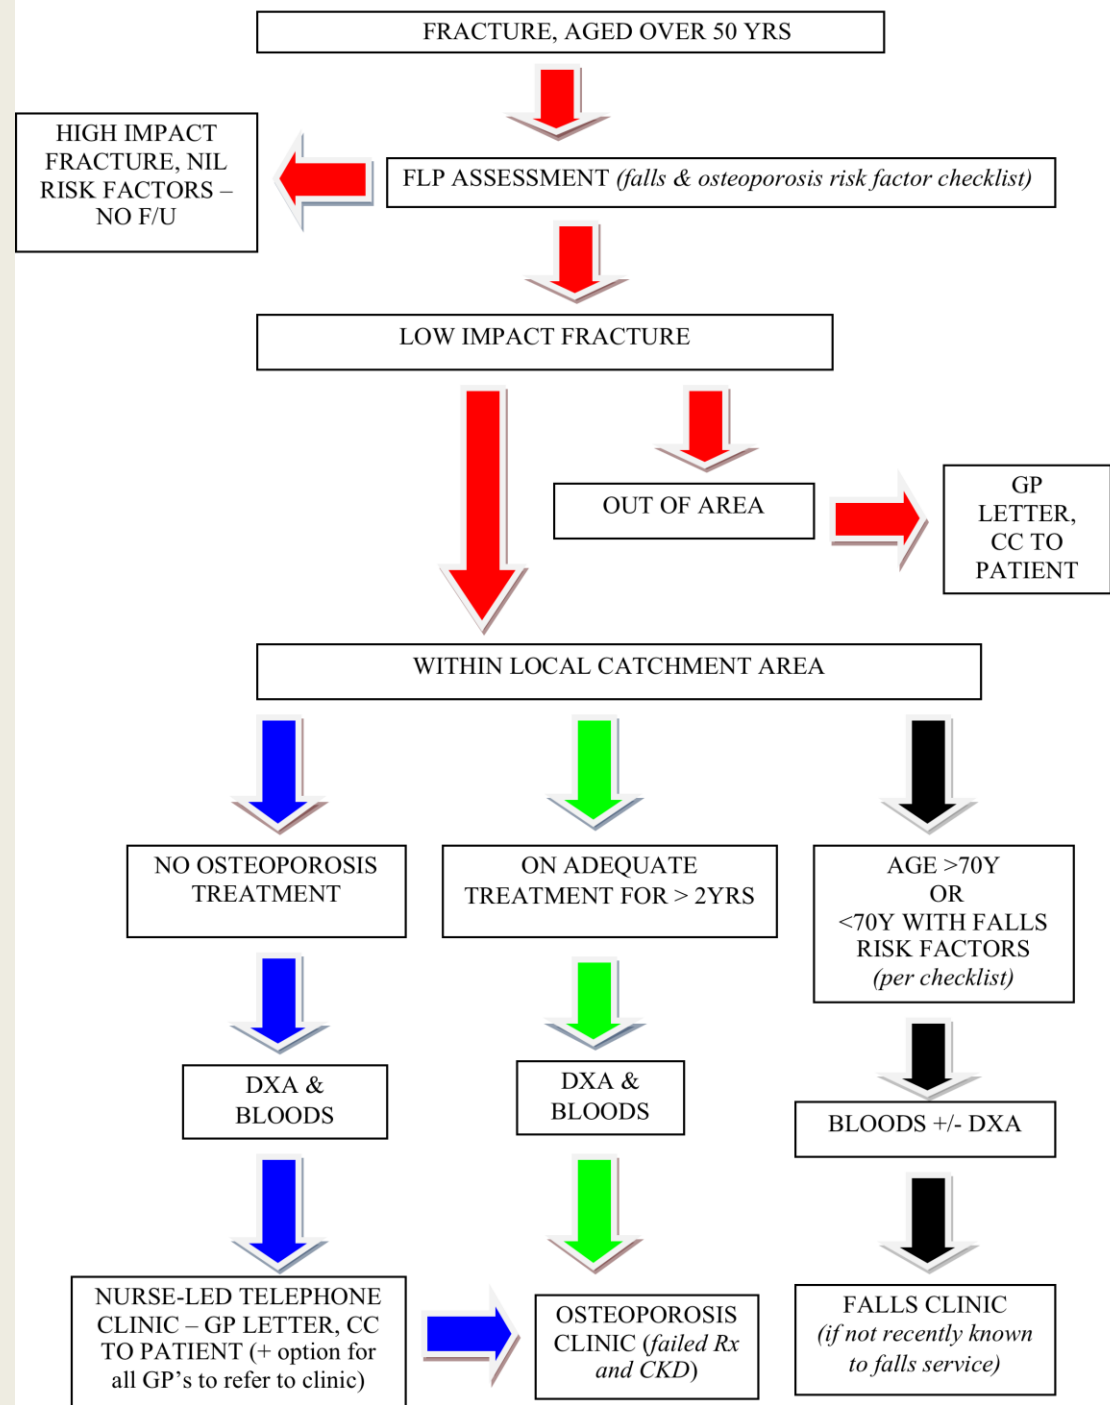 FRACTURE, AGED OVER 50 YRS
HIGH IMPACT
FRACTURE, NIL
RISK FACTORS –
NO F/U
FLP ASSESSMENT (falls & osteoporosis risk factor checklist)
LOW IMPACT FRACTURE
OUT OF AREA
GP
LETTER,
CC TO
PATIENT
WITHIN LOCAL CATCHMENT AREA
NO OSTEOPOROSIS
TREATMENT
ON ADEQUATE
TREATMENT FOR > 2YRS
AGE >70Y
OR
<70Y WITH FALLS
RISK FACTORS
(per checklist)
DXA &
BLOODS
DXA &
BLOODS
BLOODS +/- DXA
NURSE-LED TELEPHONE
CLINIC – GP LETTER, CC
TO PATIENT (+ option for
all GP's to refer to clinic)
OSTEOPOROSIS
CLINIC (failed Rx
and CKD)
FALLS CLINIC
(if not recently known
to falls service)